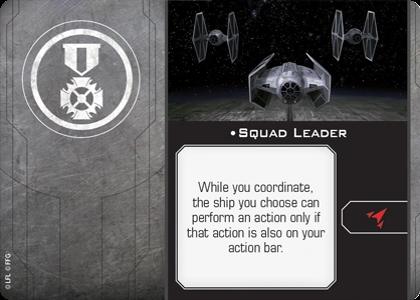 • Squad Leader
While you coordinate,
the ship you choose can
perform an action only if
that action is also on your
action bar.
©LFL ©FFG